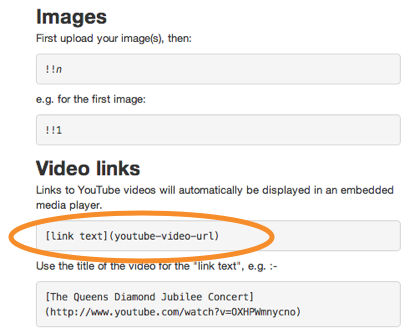 Images
First upload your image(s), then:
!!n
e.g. for the first image:
!!1
Video links
Links to YouTube videos will automatically be displayed in an embedded
media player.
[link text](youtube-video-url)
Use the title of the video for the "link text", e.g. :-
[The Queens Diamond Jubilee Concert]
(http://www.youtube.com/watch?v=OXHPWmnycno)